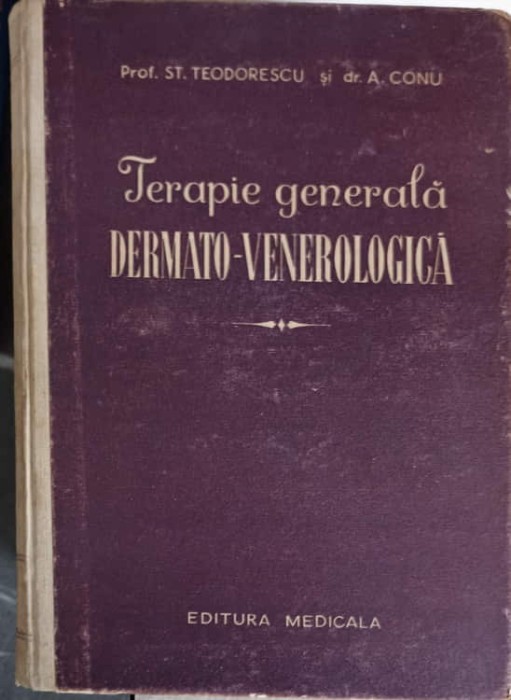 Prof. ST. TEODORESCU și dr. A. CONU
Terapie generală
DERMATO-VENEROLOGICĂ
EDITURA MEDICALA